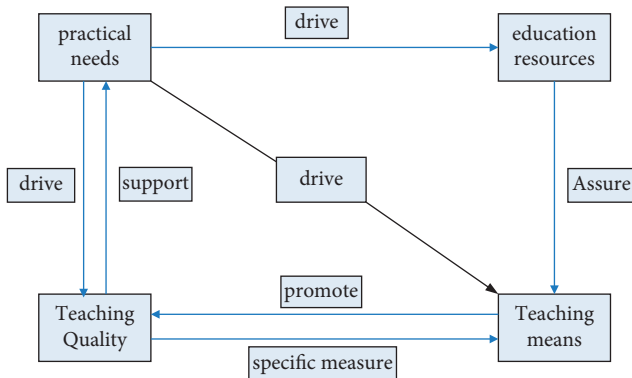 practical
needs
drive
education
resources
drive
support
drive
Assure
Teaching
Quality
promote
specific measure
Teaching
means